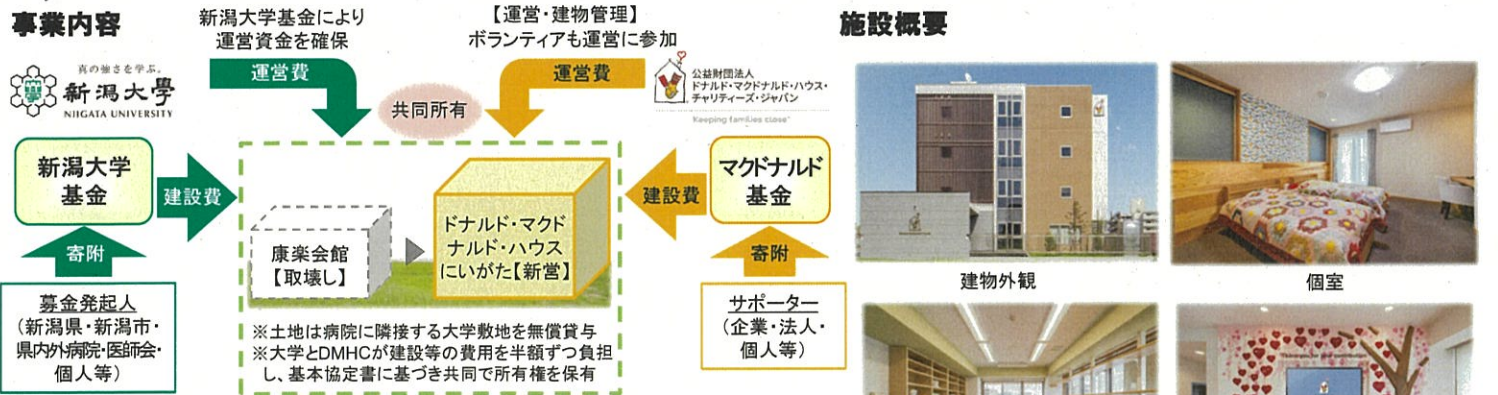 事業内容
新潟大学基金により
運営資金を確保
運営費
【運営・建物管理】
ボランティアも運営に参加
運営費
真の強さを学ぶ。
新潟大學
NIIGATA UNIVERSITY
共同所有
公益財団法人
ドナルド・マクドナルド・ハウス・
チャリティーズ・ジャパン
Keeping families close
新潟大学
基金
建設費
康楽会館
【取壊し】
ドナルド・マクド
ナルド・ハウス
にいがた【新営】
建設費
マクドナルド
基金
寄附
募金発起人
（新潟県・新潟市・
県内外病院・医師会・
個人等）
※土地は病院に隣接する大学敷地を無償貸与
※大学とDMHCが建設等の費用を半額ずつ負担
し、基本協定書に基づき共同で所有権を保有
寄附
サポーター
（企業・法人・
個人等）
施設概要
建物外観
個室